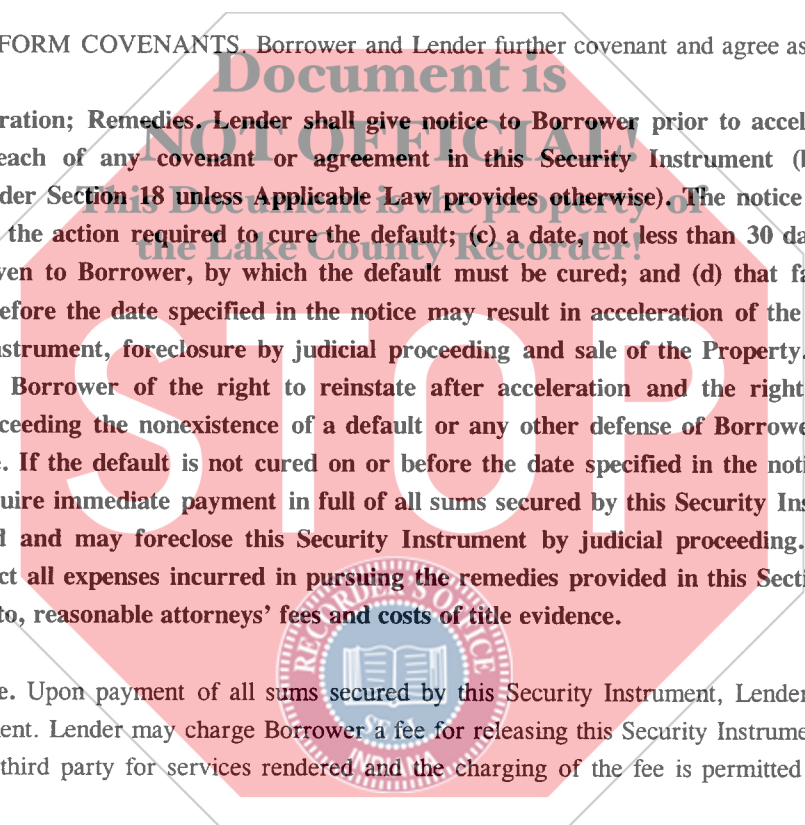 FORM COVENANTS. Borrower and Lender further covenant and agree as
Document is
ration; Remedies. Lender shall give notice to Borrower prior to accel
NOT OFFICIAL!
each of any covenant or agreement in this Security Instrument (
der Section 18 unless Applicable Law provides otherwise). The notice
This Document is the property of
the action required to cure the default; (c) a date, not less than 30 da
the Lake County Recorder!
ven to Borrower, by which the default must be cured; and (d) that fa
efore the date specified in the notice may result in acceleration of the
nstrument, foreclosure by judicial proceeding and sale of the Property.
Borrower of the right to reinstate after acceleration and the right
ceeding the nonexistence of a default or any other defense of Borrowe
STOP
e. If the default is not cured on or before the date specified in the noti
uire immediate payment in full of all sums secured by this Security Ins
d and may foreclose this Security Instrument by judicial proceeding.
ct all expenses incurred in pursuing the remedies provided in this Secti
to, reasonable attorneys' fees and costs of title evidence.
RECORDER'S OFFICE
SEAL
INDIANA
e. Upon payment of all sums secured by this Security Instrument, Lender
ent. Lender may charge Borrower a fee for releasing this Security Instrume
third party for services rendered and the charging of the fee is permitted